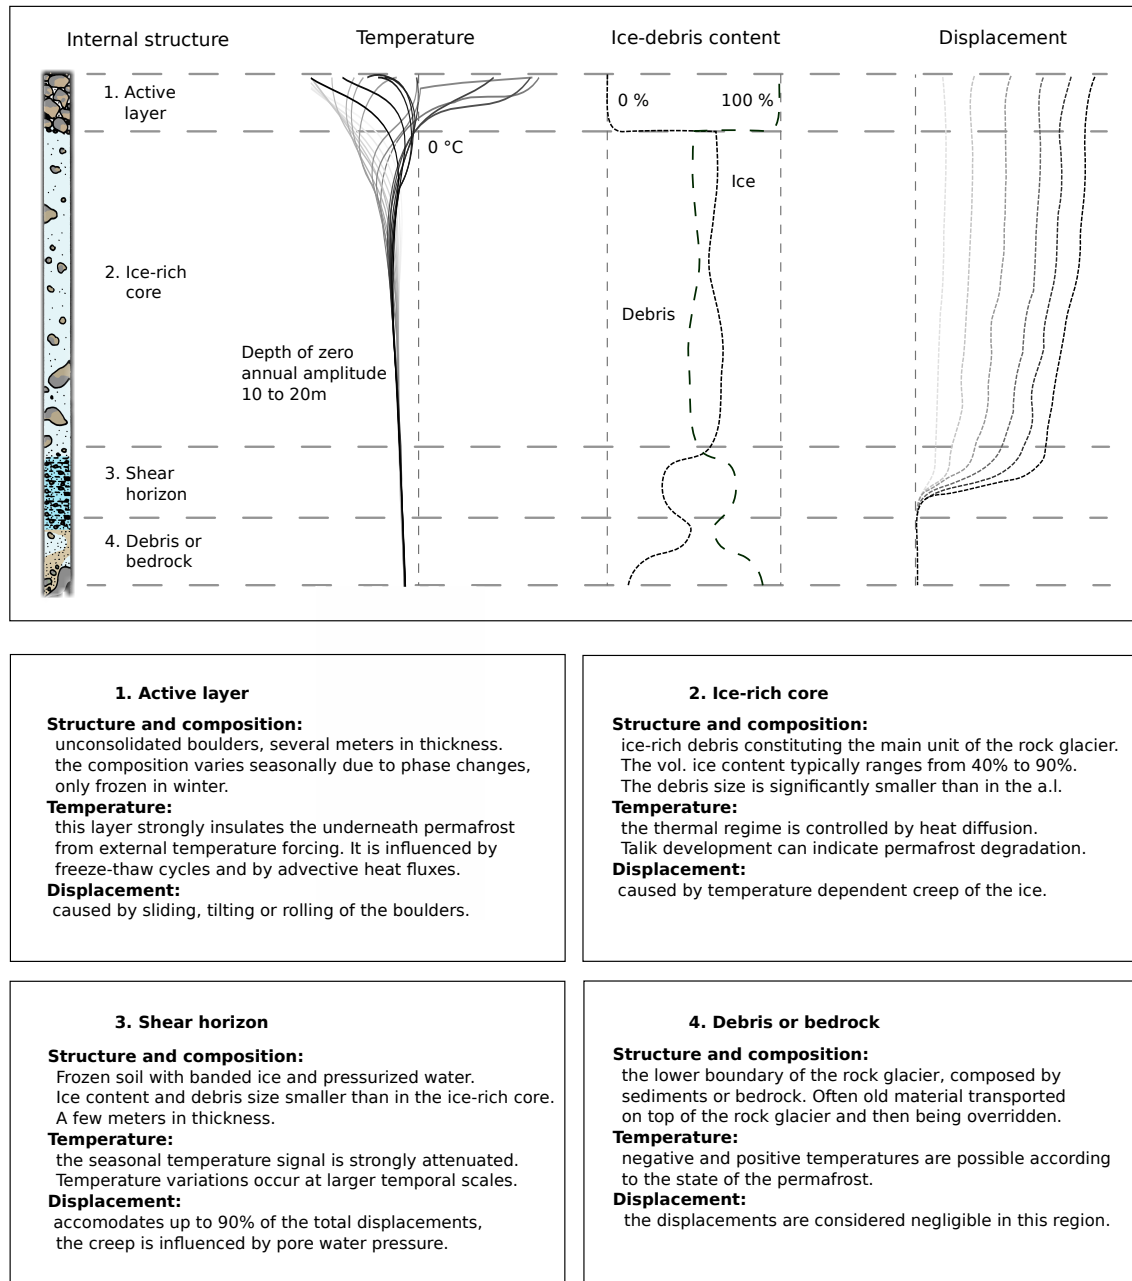 Internal structure
Temperature
Ice-debris content
Displacement
1. Active
layer
0 %
100 %
0 °C
Ice
2. Ice-rich
core
Debris
Depth of zero
annual amplitude
10 to 20m
3. Shear
horizon
4. Debris or
bedrock
1. Active layer
Structure and composition:
unconsolidated boulders, several meters in thickness.
the composition varies seasonally due to phase changes,
only frozen in winter.
Temperature:
this layer strongly insulates the underneath permafrost
from external temperature forcing. It is influenced by
freeze-thaw cycles and by advective heat fluxes.
Displacement:
caused by sliding, tilting or rolling of the boulders.
2. Ice-rich core
Structure and composition:
ice-rich debris constituting the main unit of the rock glacier.
The vol. ice content typically ranges from 40% to 90%.
The debris size is significantly smaller than in the a.l.
Temperature:
the thermal regime is controlled by heat diffusion.
Talik development can indicate permafrost degradation.
Displacement:
caused by temperature dependent creep of the ice.
3. Shear horizon
Structure and composition:
Frozen soil with banded ice and pressurized water.
Ice content and debris size smaller than in the ice-rich core.
A few meters in thickness.
Temperature:
the seasonal temperature signal is strongly attenuated.
Temperature variations occur at larger temporal scales.
Displacement:
accomodates up to 90% of the total displacements,
the creep is influenced by pore water pressure.
4. Debris or bedrock
Structure and composition:
the lower boundary of the rock glacier, composed by
sediments or bedrock. Often old material transported
on top of the rock glacier and then being overridden.
Temperature:
negative and positive temperatures are possible according
to the state of the permafrost.
Displacement:
the displacements are considered negligible in this region.